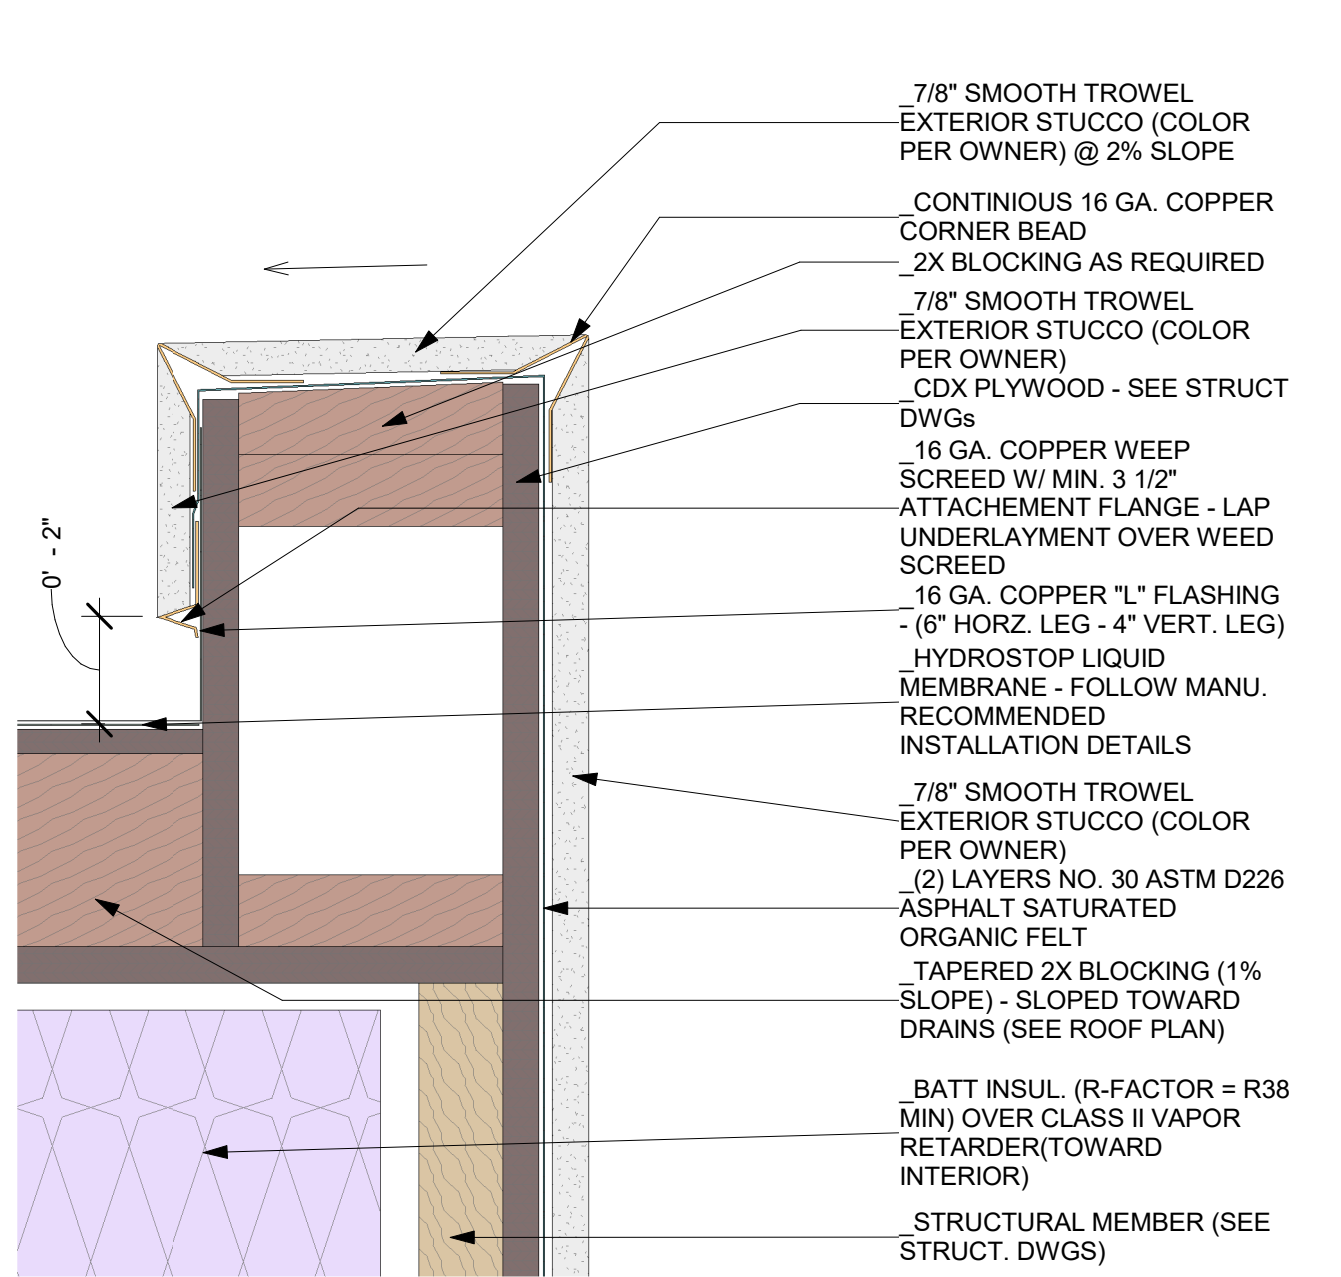 _7/8" SMOOTH TROWEL
EXTERIOR STUCCO (COLOR
PER OWNER) @ 2% SLOPE
_CONTINIOUS 16 GA. COPPER
CORNER BEAD
_2X BLOCKING AS REQUIRED
_7/8" SMOOTH TROWEL
EXTERIOR STUCCO (COLOR
PER OWNER)
_CDX PLYWOOD - SEE STRUCT
DWGs
_16 GA. COPPER WEEP
SCREED W/ MIN. 3 1/2"
ATTACHEMENT FLANGE - LAP
UNDERLAYMENT OVER WEED
SCREED
0' - 2"
_16 GA. COPPER "L" FLASHING
- (6" HORZ. LEG - 4" VERT. LEG)
_HYDROSTOP LIQUID
MEMBRANE - FOLLOW MANU.
RECOMMENDED
INSTALLATION DETAILS
_7/8" SMOOTH TROWEL
EXTERIOR STUCCO (COLOR
PER OWNER)
_(2) LAYERS NO. 30 ASTM D226
ASPHALT SATURATED
ORGANIC FELT
_TAPERED 2X BLOCKING (1%
SLOPE) - SLOPED TOWARD
DRAINS (SEE ROOF PLAN)
_BATT INSUL. (R-FACTOR = R38
MIN) OVER CLASS II VAPOR
RETARDER(TOWARD
INTERIOR)
_STRUCTURAL MEMBER (SEE
STRUCT. DWGS)